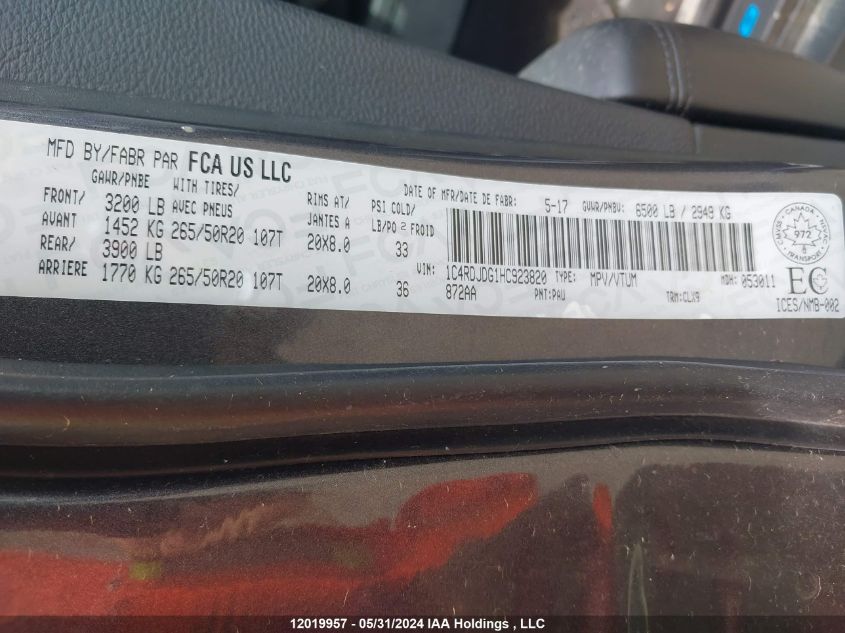 MFD BY/FABR PAR FCA US LLC
DATE OF MFR/DATE DE FABR: 5-17 GVWR/PNBV: 6500 LB / 2949 KG
GAWR/PNBE WITH TIRES/ RIMS AT/ PSI COLD/
FRONT/ 3200 LB AVEC PNEUS JANTES A LB/PO² FROID
AVANT 1452 KG 265/50R20 107T 20X8.0 33
REAR/ 3900 LB
ARRIERE 1770 KG 265/50R20 107T 20X8.0 36
VIN: 1C4RDJDG1HC923820 TYPE: MPV/VTUM MDH: 053011
872AA PNT:PAU TRM:CLX9
CANADA
972
TRANSPORT
EC
ICES/NMB-002
12019957 - 05/31/2024 IAA Holdings , LLC